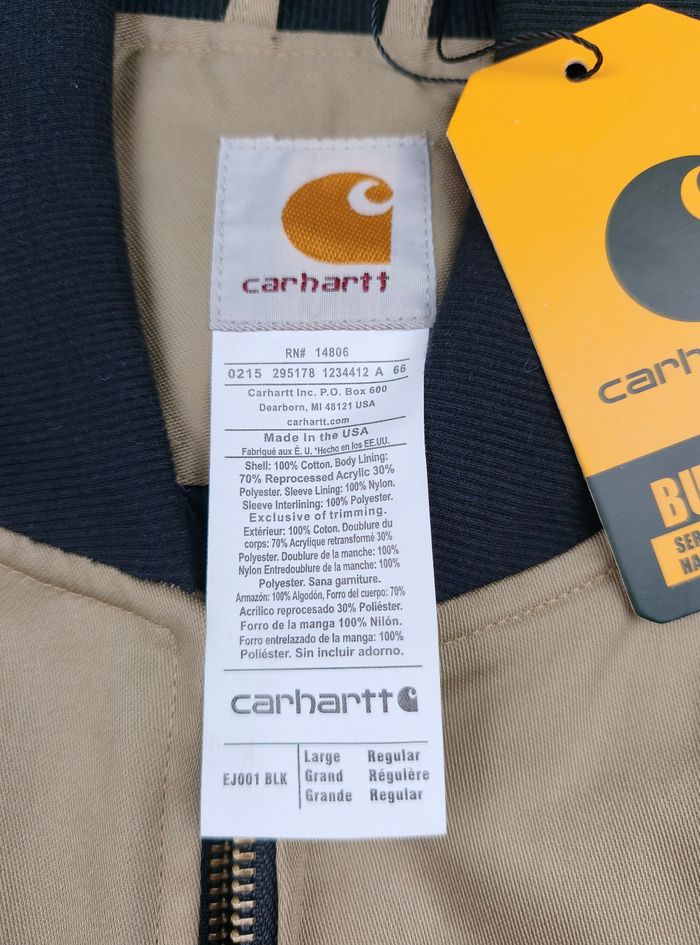 carhartt
RN# 14806
0215 295178 1234412 A 66
Carhartt Inc. P.O. Box 600
Dearborn, MI 48121 USA
carhartt.com
Made in the USA
Fabriqué aux É. U. *Hecho en los EE.UU.
Shell: 100% Cotton. Body Lining:
70% Reprocessed Acrylic 30%
Polyester. Sleeve Lining: 100% Nylon.
Sleeve Interlining: 100% Polyester.
Exclusive of trimming.
Extérieur: 100% Coton. Doublure du
corps: 70% Acrylique retransformé 30%
Polyester. Doublure de la manche: 100%
Nylon Entredoublure de la manche: 100%
Polyester. Sana garniture.
Armazón: 100% Algodón, Forro del cuerpo: 70%
Acrílico reprocesado 30% Poliéster.
Forro de la manga 100% Nilón.
Forro entrelazado de la manga: 100%
Poliéster. Sin incluir adorno.
carhartt
EJ001 BLK
Large Regular
Grand Régulère
Grande Regular
carh
BU
SER
HA